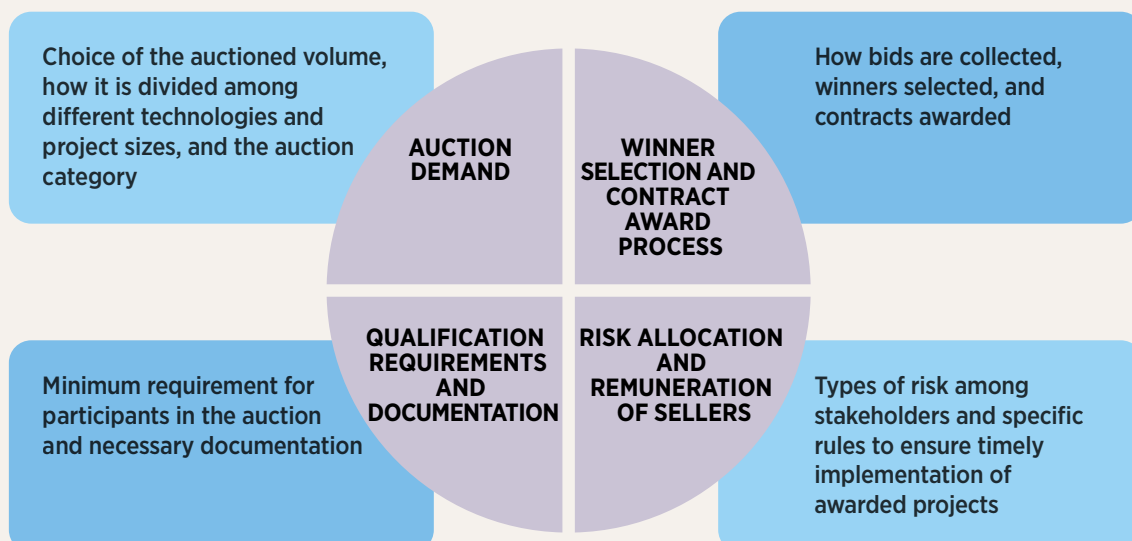 Choice of the auctioned volume,
how it is divided among
different technologies and
project sizes, and the auction
category
AUCTION
DEMAND
WINNER
SELECTION AND
CONTRACT
AWARD
PROCESS
How bids are collected,
winners selected, and
contracts awarded
Minimum requirement for
participants in the auction
and necessary documentation
QUALIFICATION
REQUIREMENTS
AND
DOCUMENTATION
RISK ALLOCATION
AND
REMUNERATION
OF SELLERS
Types of risk among
stakeholders and specific
rules to ensure timely
implementation of
awarded projects